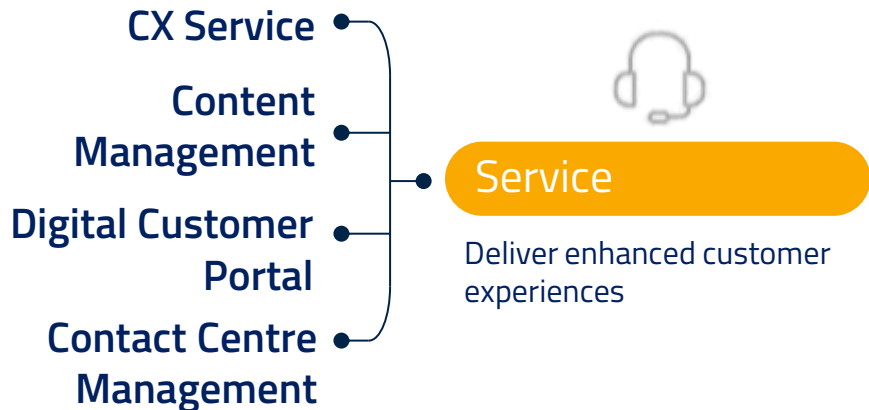 CX Service
Content
Management
Digital Customer
Portal
Contact Centre
Management
Service
Deliver enhanced customer
experiences